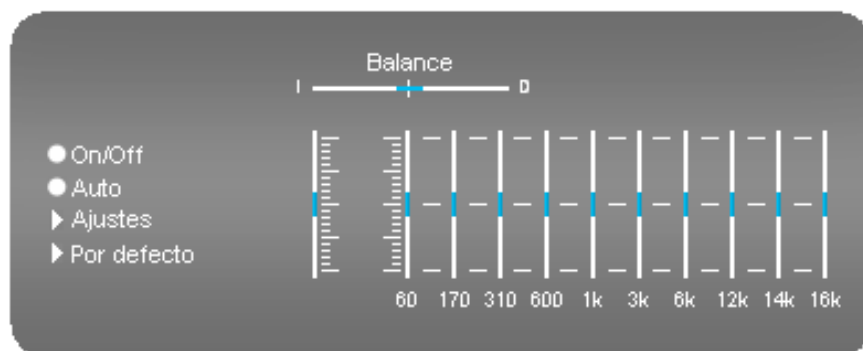 Balance
I D
On/Off
Auto
Ajustes
Por defecto
60 170 310 600 1k 3k 6k 12k 14k 16k